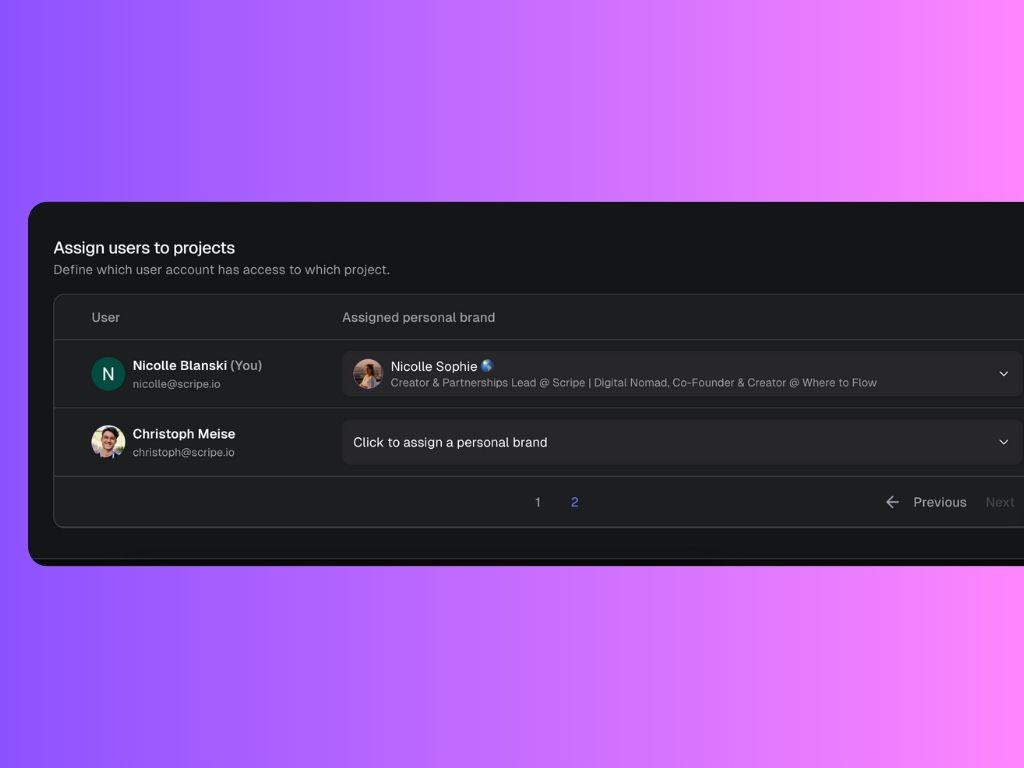 Assign users to projects
Define which user account has access to which project.
User
Assigned personal brand
N
Nicolle Blanski (You)
nicolle@scripe.io
Nicolle Sophie 🌎
Creator & Partnerships Lead @ Scripe | Digital Nomad, Co-Founder & Creator @ Where to Flow
Christoph Meise
christoph@scripe.io
Click to assign a personal brand
1 2
← Previous Next